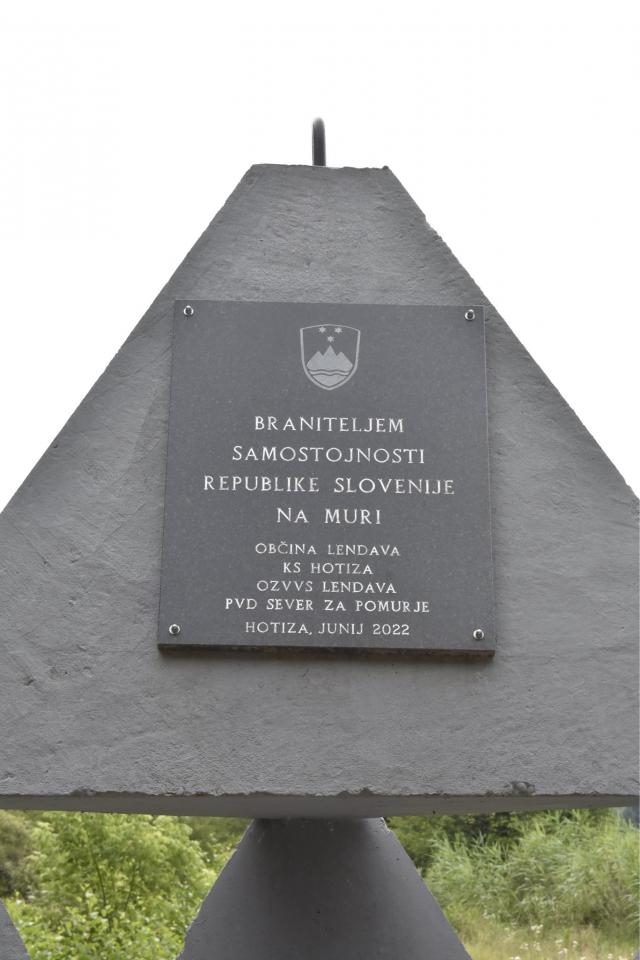 BRANITELJEM
SAMOSTOJNOSTI
REPUBLIKE SLOVENIJE
NA MURI
OBČINA LENDAVA
KS HOTIZA
OZVVS LENDAVA
PVD SEVER ZA POMURJE
HOTIZA, JUNIJ 2022